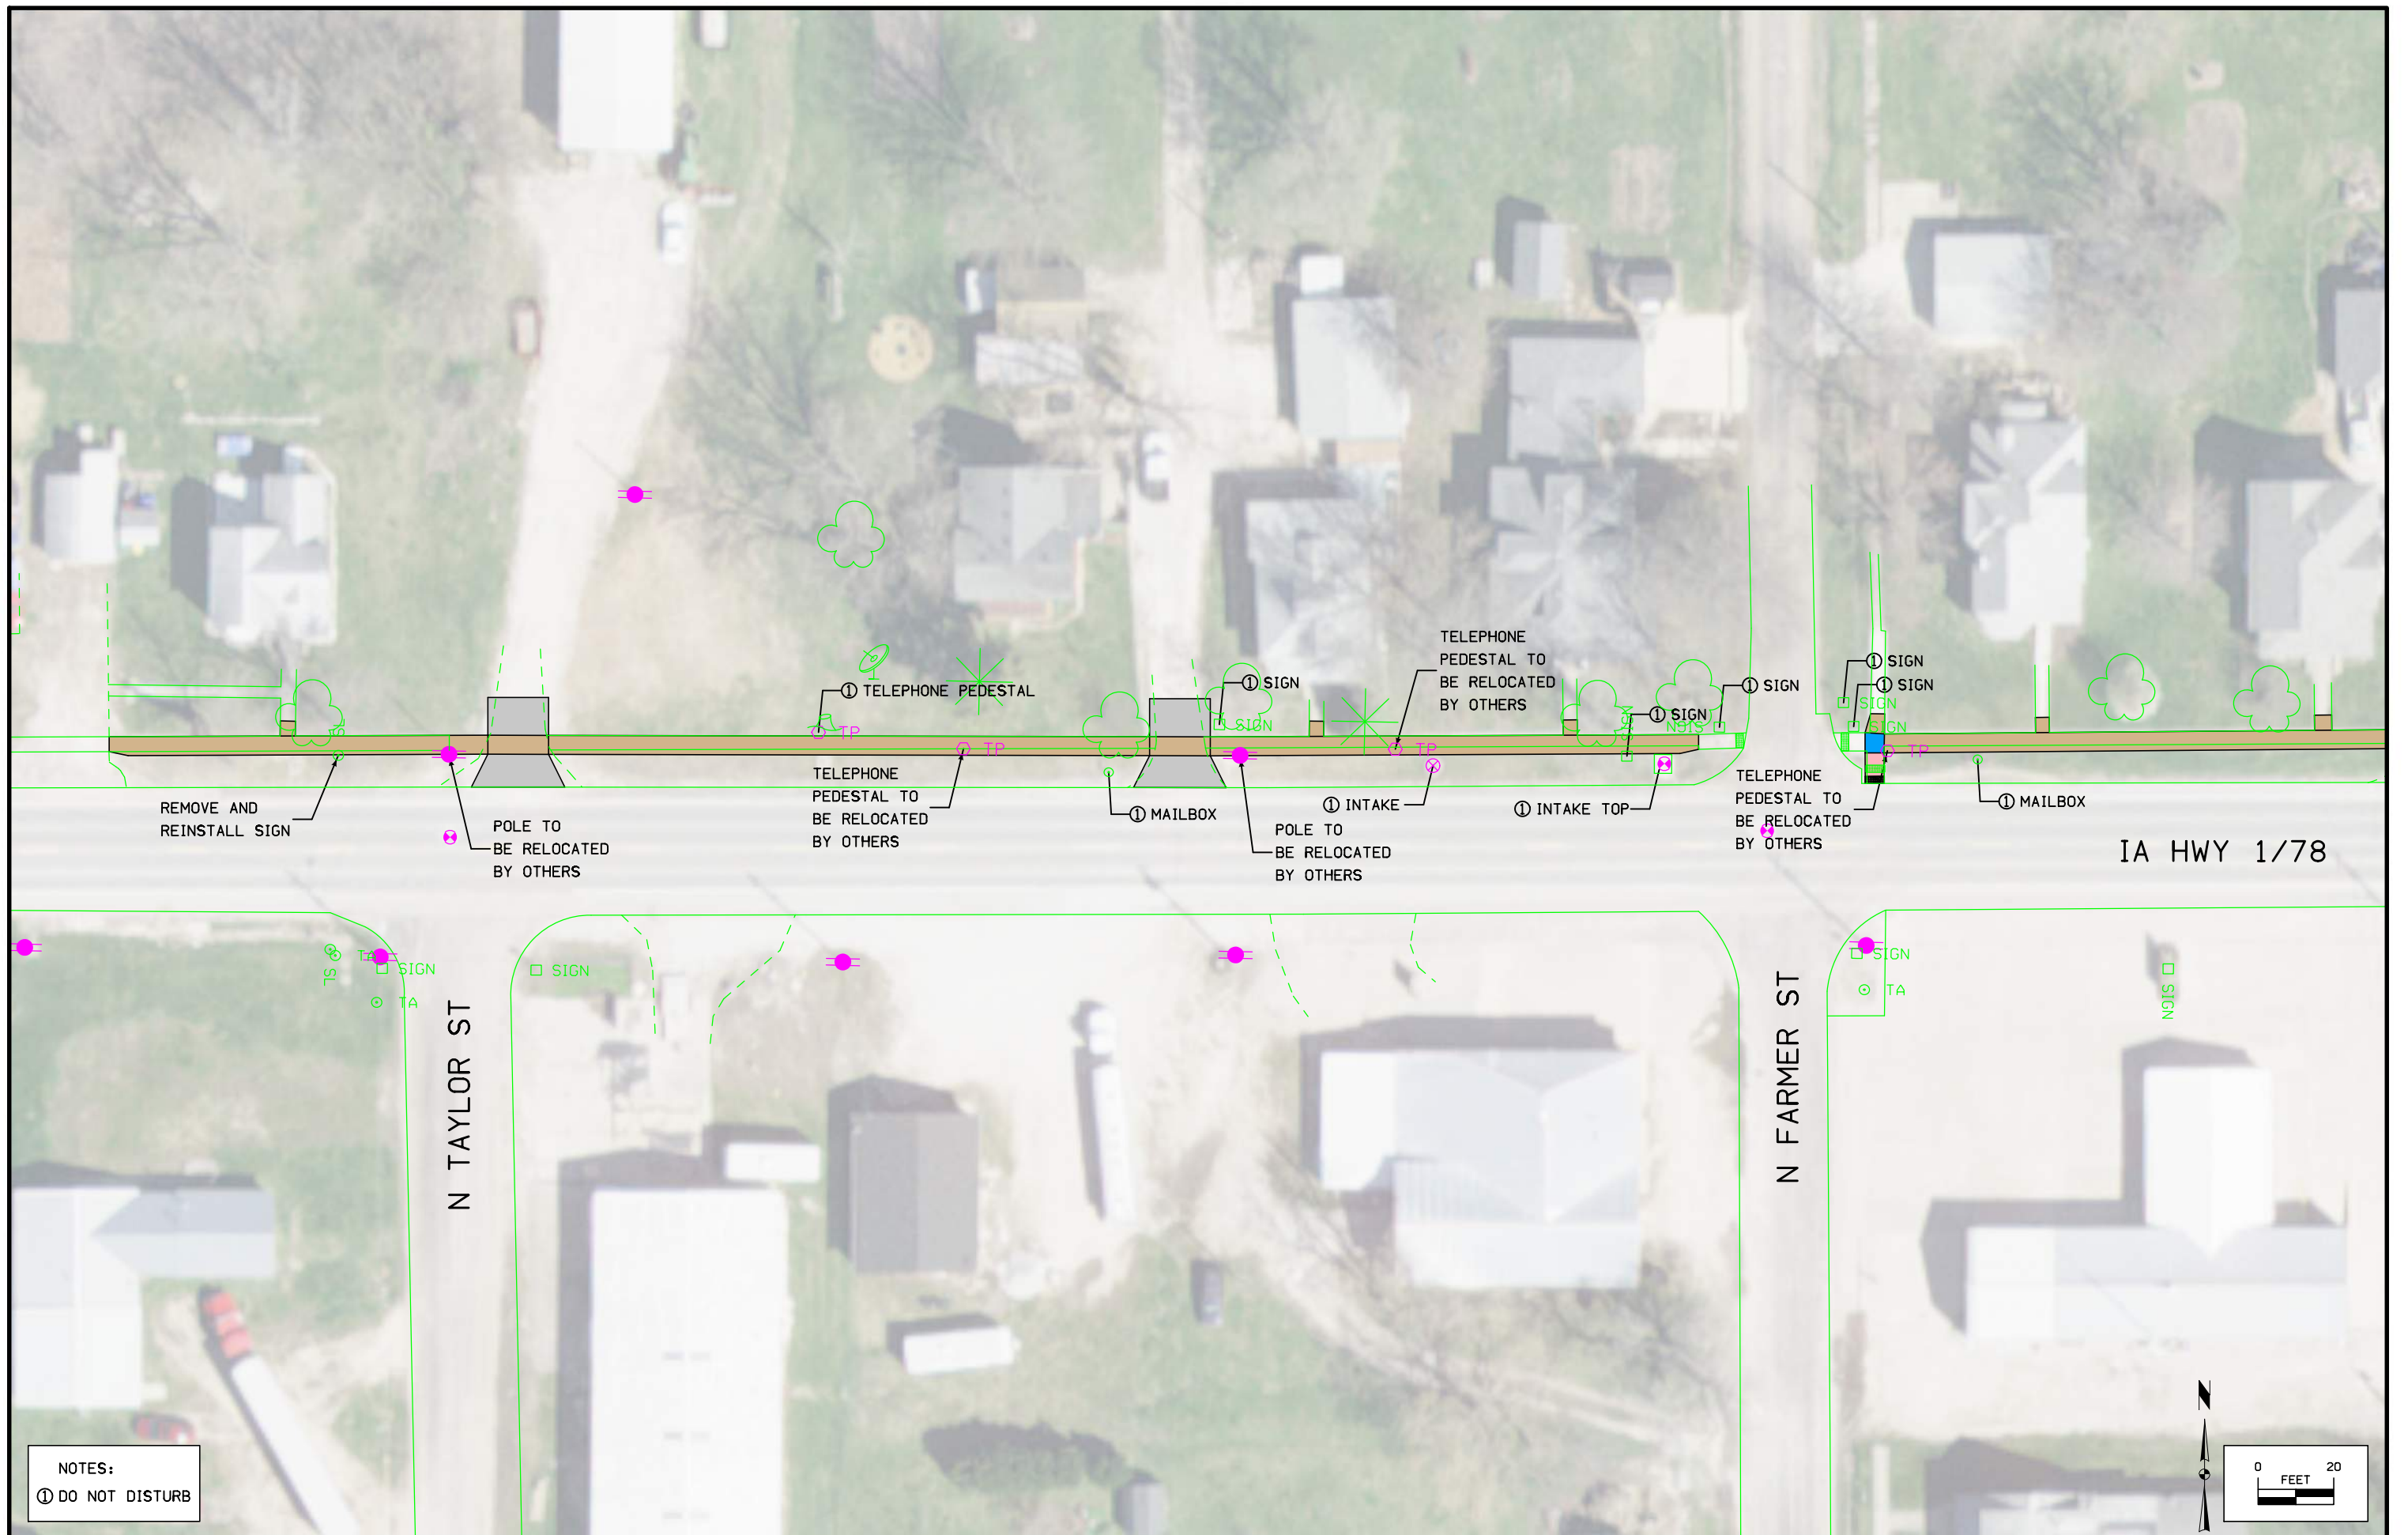 TELEPHONE
PEDESTAL TO
BE RELOCATED
BY OTHERS
① TELEPHONE PEDESTAL
① SIGN
① SIGN
① SIGN
① SIGN
① SIGN
SIGN
SIGN
SIGN
SIGN
TP
TP
TP
TP
SL
REMOVE AND
REINSTALL SIGN
POLE TO
BE RELOCATED
BY OTHERS
TELEPHONE
PEDESTAL TO
BE RELOCATED
BY OTHERS
① MAILBOX
POLE TO
BE RELOCATED
BY OTHERS
① INTAKE
① INTAKE TOP
TELEPHONE
PEDESTAL TO
BE RELOCATED
BY OTHERS
① MAILBOX
IA HWY 1/78
SL
SIGN
TA
SIGN
SIGN
TA
SIGN
N TAYLOR ST
N FARMER ST
NOTES:
① DO NOT DISTURB
N
0 20
FEET